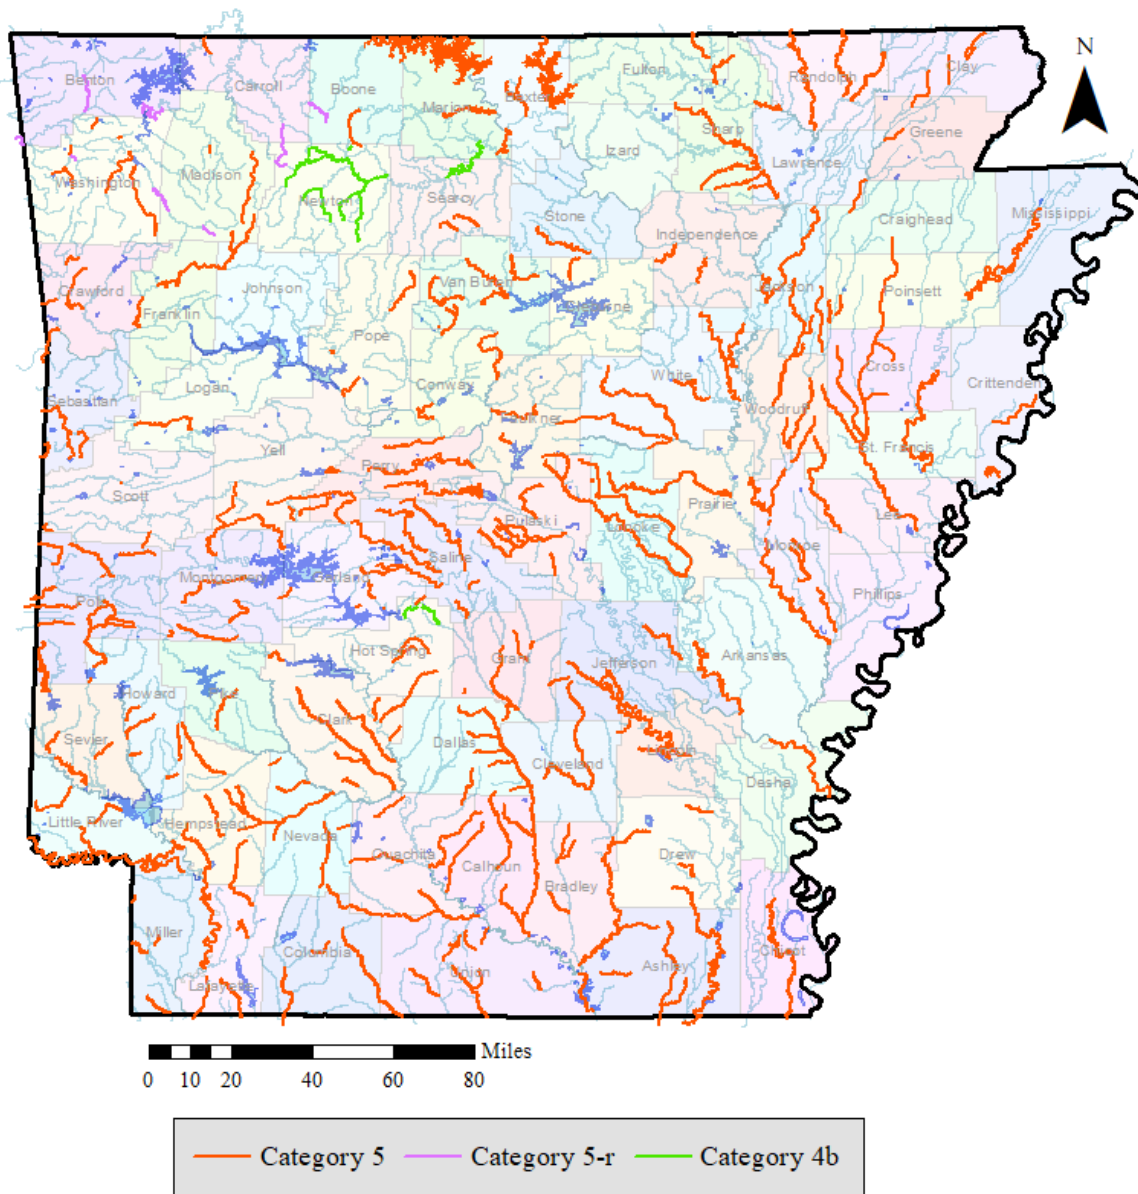 N
Benton
Carroll
Boone
Marion
Baxter
Fulton
Randolph
Clay
Greene
Sharp
Izard
Lawrence
Washington
Madison
Newton
Searcy
Stone
Independence
Craighead
Mississippi
Crawford
Franklin
Johnson
Van Buren
Cleburne
Jackson
Poinsett
Pope
Logan
Conway
White
Cross
Crittenden
Sebastian
Woodruff
Faulkner
St. Francis
Yell
Perry
Scott
Prairie
Lee
Pulaski
Lonoke
Monroe
Saline
Montgomery
Garland
Polk
Phillips
Hot Spring
Grant
Jefferson
Arkansas
Howard
Pike
Clark
Sevier
Dallas
Cleveland
Lincoln
Desha
Little River
Hempstead
Nevada
Ouachita
Calhoun
Drew
Bradley
Miller
Columbia
Lafayette
Union
Ashley
Chicot
Miles
0 10 20 40 60 80
Category 5 Category 5-r Category 4b